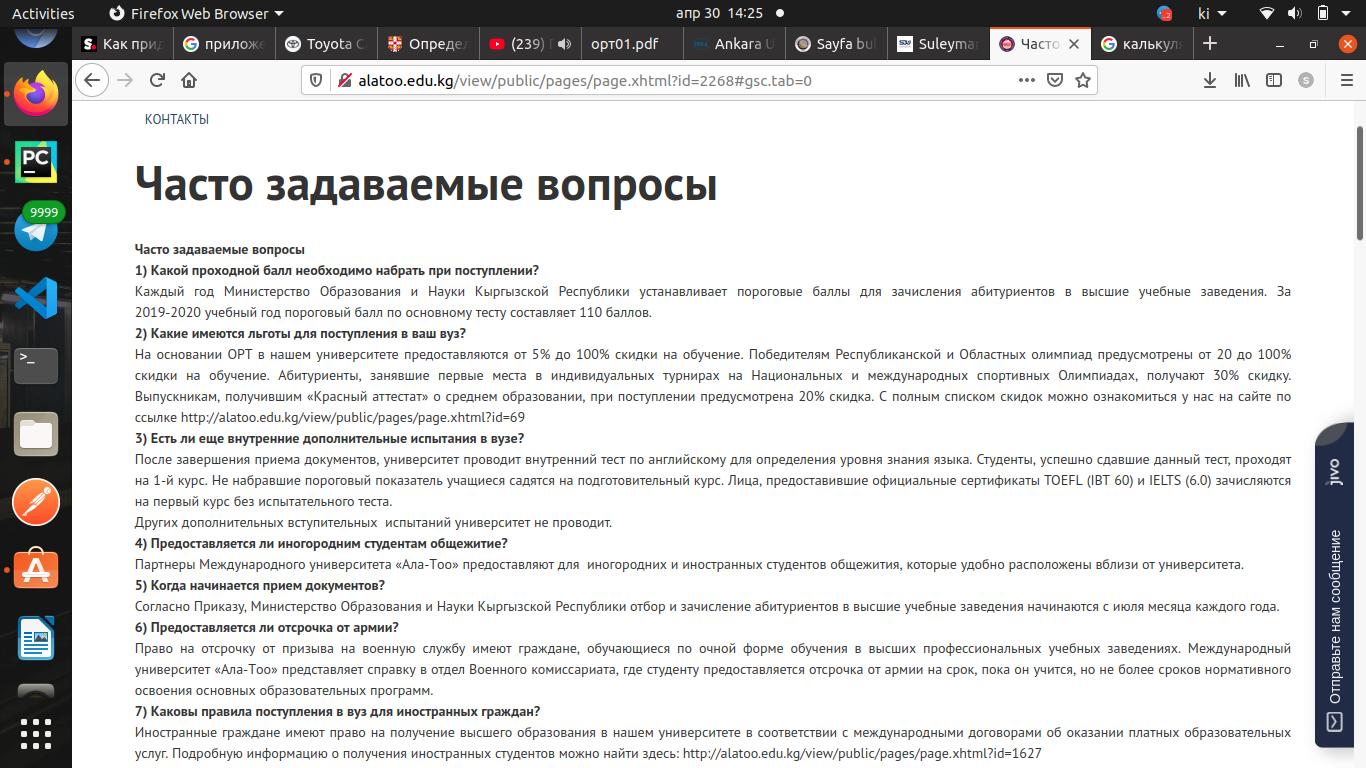 Activities
Firefox Web Browser
апр 30 14:25
2
ki
Как при
приложе
Toyota C
Определ
(239) Г
орт01.pdf
Ankara U
Sayfa bul
Suleyman
Часто
калькуля
alatoo.edu.kg/view/public/pages/page.xhtml?id=2268#gsc.tab=0
S
PC
9999
>_
КОНТАКТЫ
Часто задаваемые вопросы
Часто задаваемые вопросы
1) Какой проходной балл необходимо набрать при поступлении?
Каждый год Министерство Образования и Науки Кыргызской Республики устанавливает пороговые баллы для зачисления абитуриентов в высшие учебные заведения. За
2019-2020 учебный год пороговый балл по основному тесту составляет 110 баллов.
2) Какие имеются льготы для поступления в ваш вуз?
На основании ОРТ в нашем университете предоставляются от 5% до 100% скидки на обучение. Победителям Республиканской и Областных олимпиад предусмотрены от 20 до 100%
скидки на обучение. Абитуриенты, занявшие первые места в индивидуальных турнирах на Национальных и международных спортивных Олимпиадах, получают 30% скидку.
Выпускникам, получившим «Красный аттестат» о среднем образовании, при поступлении предусмотрена 20% скидка. С полным списком скидок можно ознакомиться у нас на сайте по
ссылке http://alatoo.edu.kg/view/public/pages/page.xhtml?id=69
3) Есть ли еще внутренние дополнительные испытания в вузе?
После завершения приема документов, университет проводит внутренний тест по английскому для определения уровня знания языка. Студенты, успешно сдавшие данный тест, проходят
на 1-й курс. Не набравшие пороговый показатель учащиеся садятся на подготовительный курс. Лица, предоставившие официальные сертификаты TOEFL (IBT 60) и IELTS (6.0) зачисляются
на первый курс без испытательного теста.
Других дополнительных вступительных испытаний университет не проводит.
4) Предоставляется ли иногородним студентам общежитие?
Партнеры Международного университета «Ала-Тоо» предоставляют для иногородних и иностранных студентов общежития, которые удобно расположены вблизи от университета.
5) Когда начинается прием документов?
Согласно Приказу, Министерство Образования и Науки Кыргызской Республики отбор и зачисление абитуриентов в высшие учебные заведения начинаются с июля месяца каждого года.
6) Предоставляется ли отсрочка от армии?
Право на отсрочку от призыва на военную службу имеют граждане, обучающиеся по очной форме обучения в высших профессиональных учебных заведениях. Международный
университет «Ала-Тоо» представляет справку в отдел Военного комиссариата, где студенту предоставляется отсрочка от армии на срок, пока он учится, но не более сроков нормативного
освоения основных образовательных программ.
7) Каковы правила поступления в вуз для иностранных граждан?
Иностранные граждане имеют право на получение высшего образования в нашем университете в соответствии с международными договорами об оказании платных образовательных
услуг. Подробную информацию о получения иностранных студентов можно найти здесь: http://alatoo.edu.kg/view/public/pages/page.xhtml?id=1627
jivo
Отправьте нам сообщение